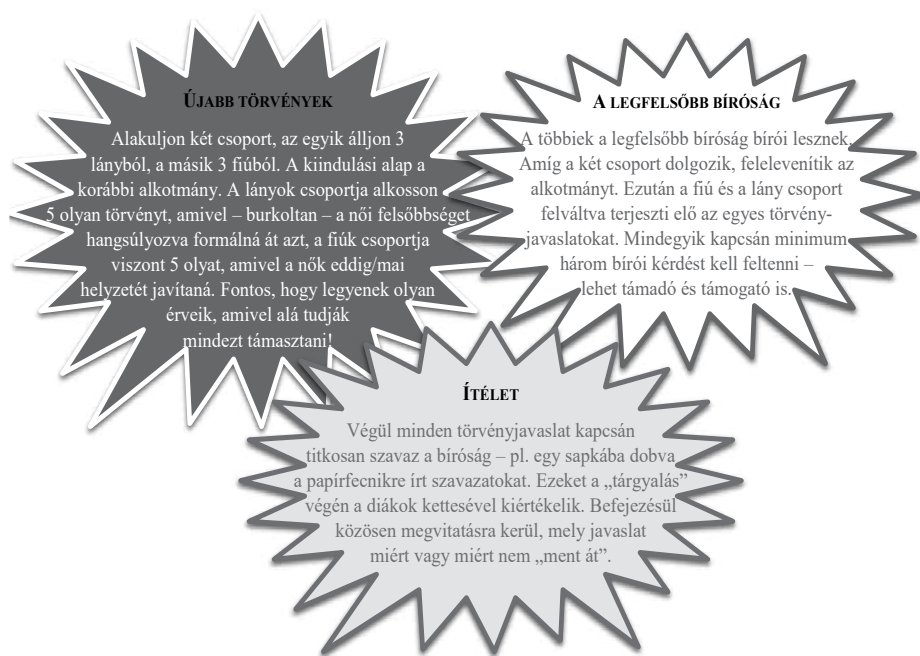 ÚJABB TÖRVÉNYEK
Alakuljon két csoport, az egyik álljon 3
lányból, a másik 3 fiúból. A kiindulási alap a
korábbi alkotmány. A lányok csoportja alkosson
5 olyan törvényt, amivel – burkoltan – a női felsőbbséget
hangsúlyozva formálná át azt, a fiúk csoportja
viszont 5 olyat, amivel a nők eddig/mai
helyzetét javítaná. Fontos, hogy legyenek olyan
érveik, amivel alá tudják
mindezt támasztani!
A LEGFELSŐBB BÍRÓSÁG
A többiek a legfelsőbb bíróság bírói lesznek.
Amíg a két csoport dolgozik, felelevenítik az
alkotmányt. Ezután a fiú és a lány csoport
felváltva terjeszti elő az egyes törvény-
javaslatokat. Mindegyik kapcsán minimum
három bírói kérdést kell feltenni –
lehet támadó és támogató is.
ÍTÉLET
Végül minden törvényjavaslat kapcsán
titkosan szavaz a bíróság – pl. egy sapkába dobva
a papírfecnikre írt szavazatokat. Ezeket a „tárgyalás”
végén a diákok kettesével kiértékelik. Befejezésül
közösen megvitatásra kerül, mely javaslat
miért vagy miért nem „ment át”.